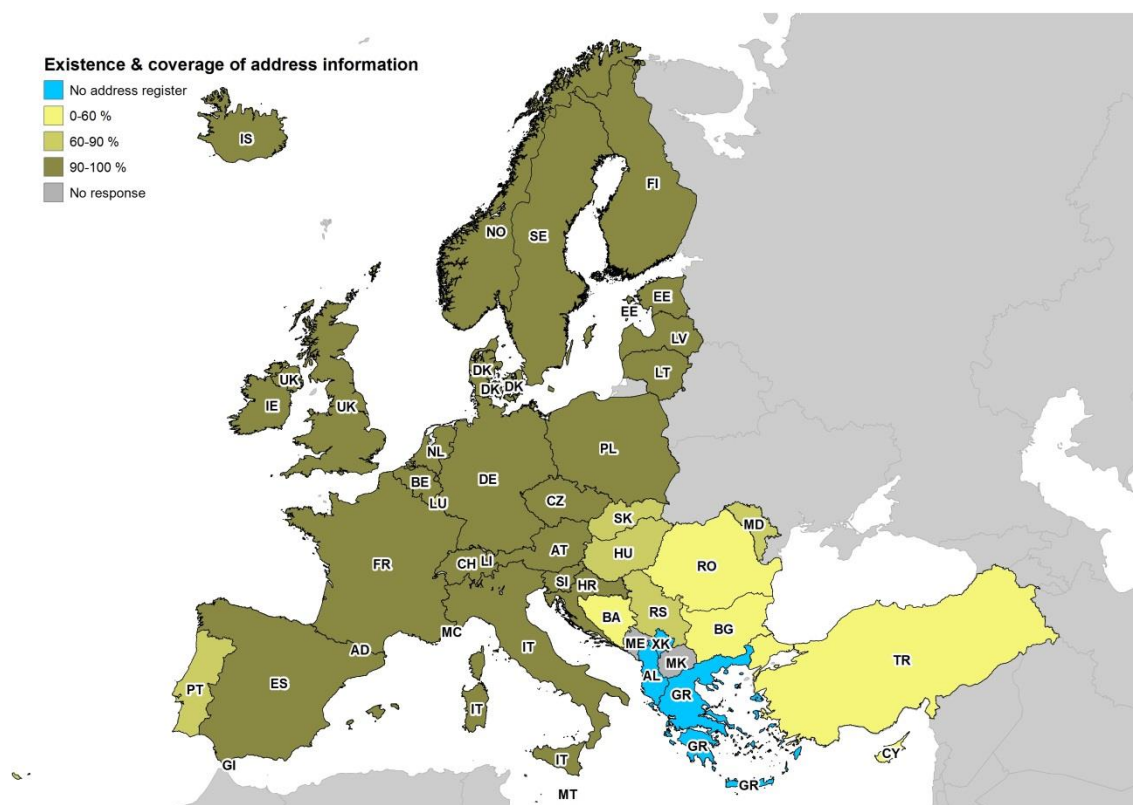 Existence & coverage of address information
No address register
0-60 %
60-90 %
90-100 %
No response
IS
FI
NO
SE
EE
EE
LV
LT
DK
DK
DK
UK
IE
UK
NL
PL
BE
DE
LU
CZ
SK
MD
AT
HU
FR
CH
LI
RO
SI
HR
BA
RS
BG
MC
IT
ME
XK
AD
MK
TR
PT
ES
AL
IT
GR
GR
CY
IT
GI
GR
MT